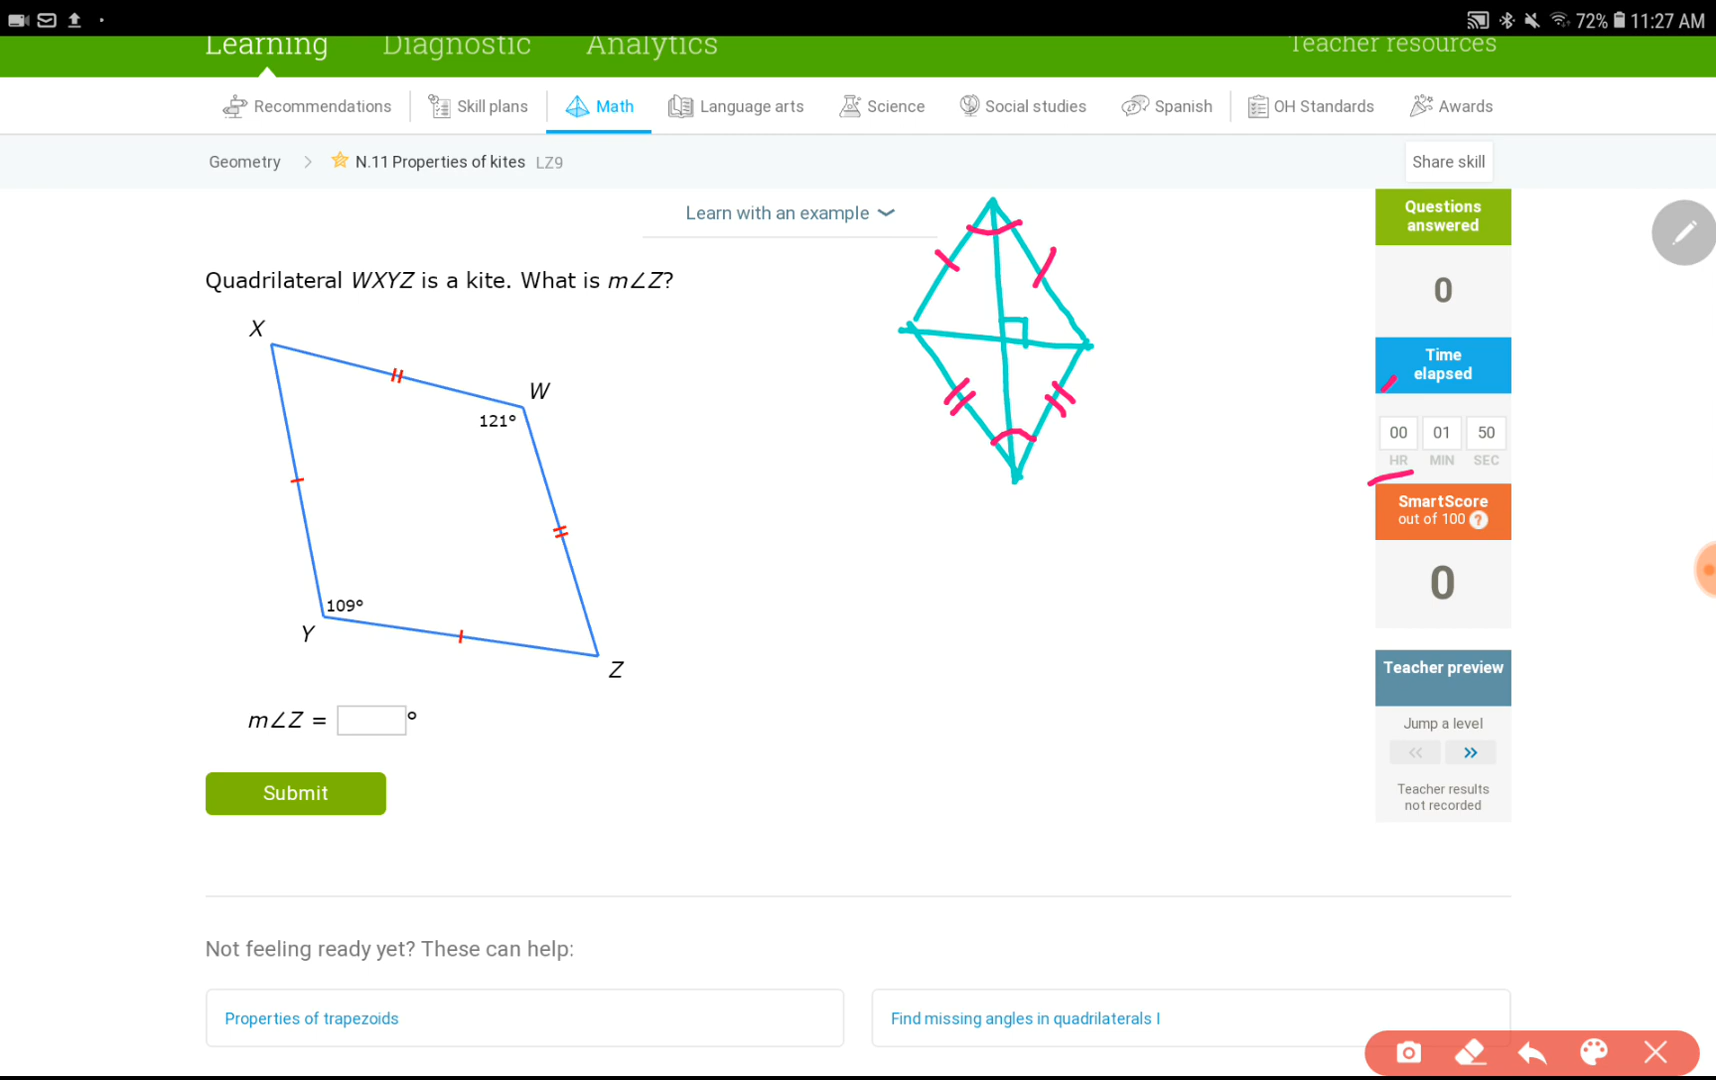 72% 11:27 AM
Learning Diagnostic Analytics Teacher resources
Recommendations Skill plans Math Language arts Science Social studies Spanish OH Standards Awards
Geometry > N.11 Properties of kites LZ9
Share skill
Learn with an example
Questions
answered
0
Quadrilateral WXYZ is a kite. What is m∠Z?
X
W
121°
109°
Y
Z
m∠Z = °
Submit
Time
elapsed
00 01 50
HR MIN SEC
SmartScore
out of 100 ?
0
Teacher preview
Jump a level
<< >>
Teacher results
not recorded
Not feeling ready yet? These can help:
Properties of trapezoids
Find missing angles in quadrilaterals I